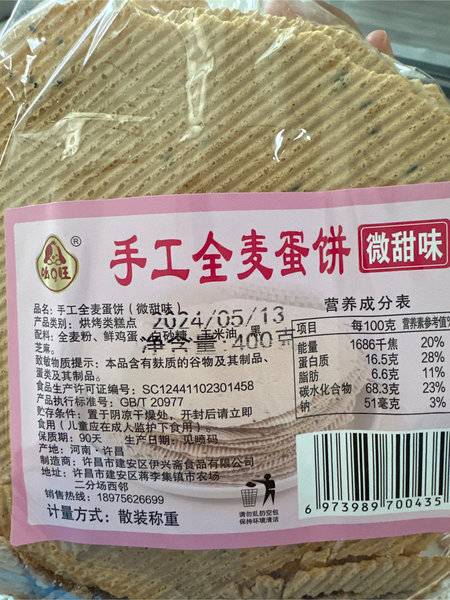 ®
手工全麦蛋饼 微甜味
品名: 手工全麦蛋饼（微甜味）
类别: 烘烤类糕点
2024/05/13
配料: 全麦粉、鲜鸡蛋、白砂糖、玉米油、黑
芝麻。
净含量: 400克
致敏物质提示: 本品含有麸质的谷物及其制品、
蛋类及其制品。
食品生产许可证编号: SC12441102301458
产品执行标准号: GB/T 20977
贮存条件: 置于阴凉干燥处，开封后请立即
食用（儿童应在成人监护下食用）。
保质期: 90天 生产日期: 见喷码
产地: 河南·许昌
制造商: 许昌市建安区伊兴斋食品有限公司
地址: 许昌市建安区蒋李集镇市农场
二分场西邻
销售热线: 18975626699
计量方式: 散装称重
营养成分表
项目 每100克 营养素参考值%
能量 1686千焦 20%
蛋白质 16.5克 28%
脂肪 6.6克 11%
碳水化合物 68.3克 23%
钠 51毫克 3%
请勿乱扔空包
保持环境清洁
6 973989 700435